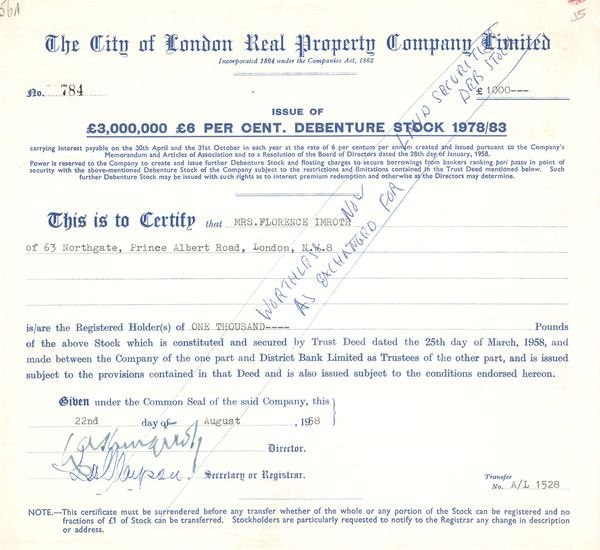 56A
15
The City of London Real Property Company Limited
Incorporated 1864 under the Companies Act, 1862
No. 784
£ 1000---
ISSUE OF
£3,000,000 £6 PER CENT. DEBENTURE STOCK 1978/83
carrying interest payable on the 30th April and the 31st October in each year at the rate of 6 per centum per annum created and issued pursuant to the Company's
Memorandum and Articles of Association and to a Resolution of the Board of Directors dated the 28th day of January, 1958.
Power is reserved to the Company to create and issue further Debenture Stock and floating charges to secure borrowings from bankers ranking pari passu in point of
security with the above-mentioned Debenture Stock of the Company subject to the restrictions and limitations contained in the Trust Deed mentioned below. Such
further Debenture Stock may be issued with such rights as to interest premium redemption and otherwise as the Directors may determine.
This is to Certify that MRS.FLORENCE IMROTH
of 63 Northgate, Prince Albert Road, London, N.W.8
WORTHLESS NOW
AS EXCHANGED FOR LAND SECURITIES
DEB STOCK
is/are the Registered Holder(s) of ONE THOUSAND---- Pounds
of the above Stock which is constituted and secured by Trust Deed dated the 25th day of March, 1958, and
made between the Company of the one part and District Bank Limited as Trustees of the other part, and is issued
subject to the provisions contained in that Deed and is also issued subject to the conditions endorsed hereon.
Given under the Common Seal of the said Company, this
22nd day of August , 1968
Director.
Secretary or Registrar.
Transfer
No. A/L 1528
NOTE.—This certificate must be surrendered before any transfer whether of the whole or any portion of the Stock can be registered and no
fractions of £1 of Stock can be transferred. Stockholders are particularly requested to notify to the Registrar any change in description
or address.